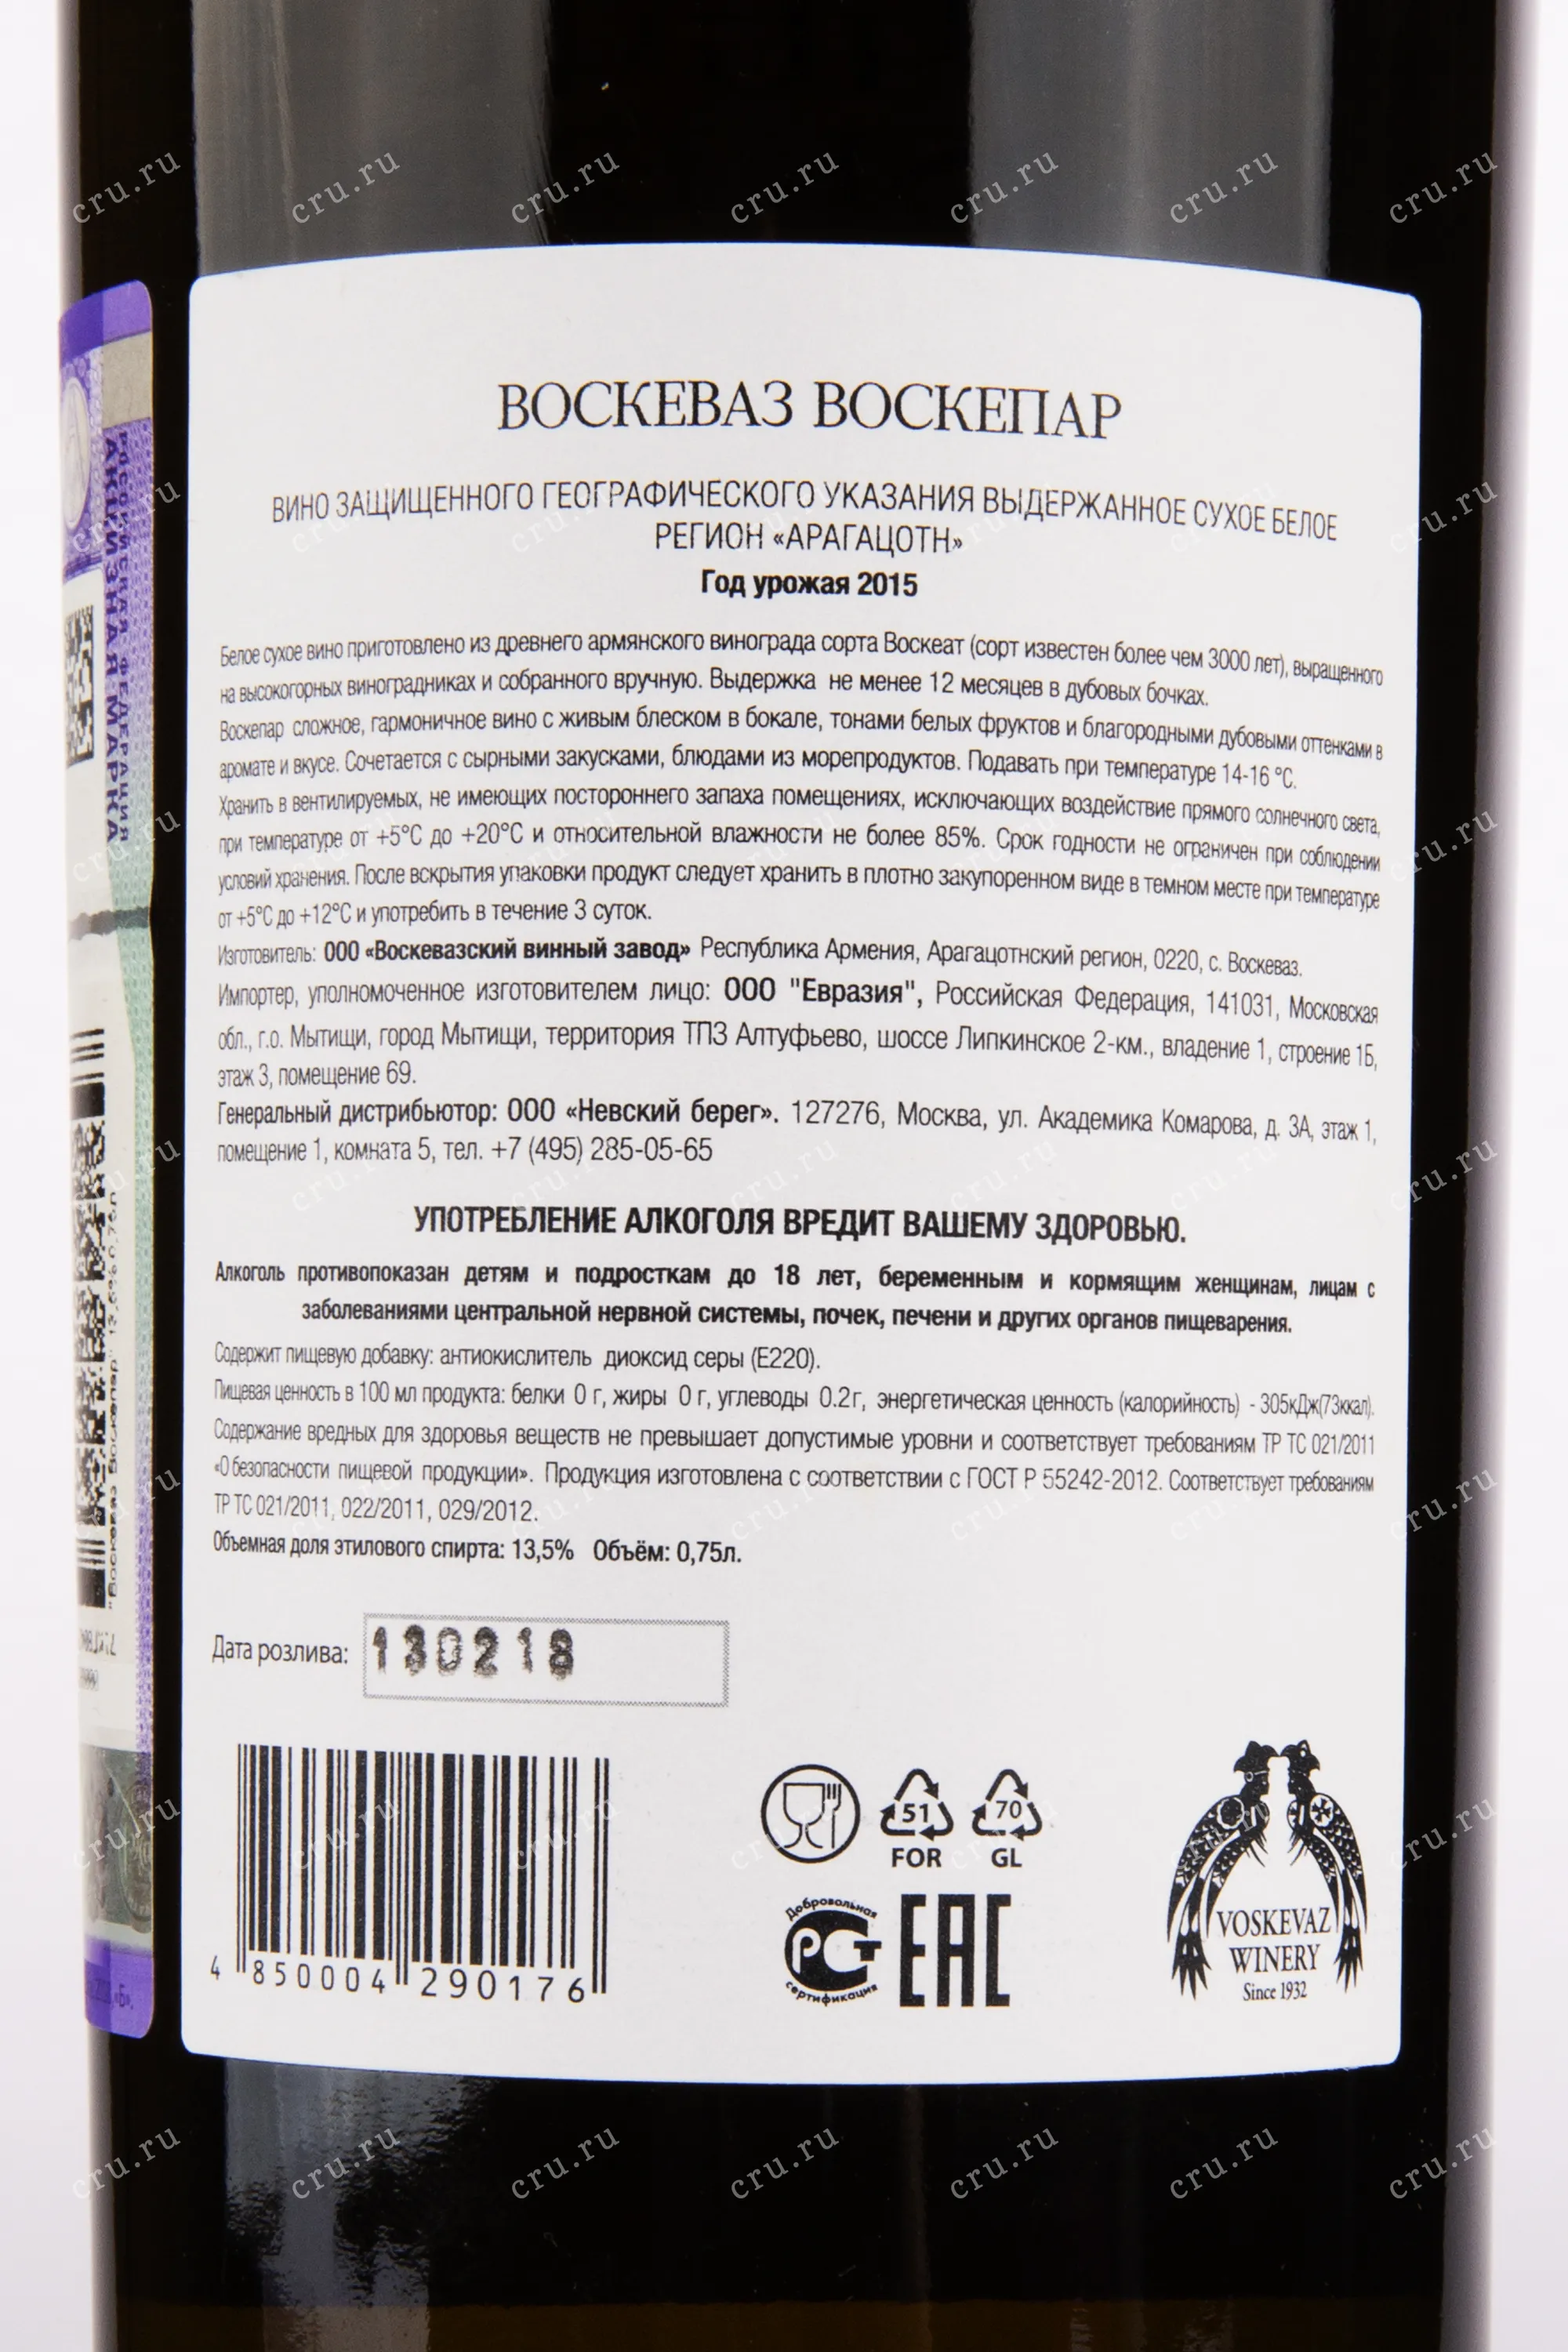 ВОСКЕВАЗ ВОСКЕПАР
ВИНО ЗАЩИЩЕННОГО ГЕОГРАФИЧЕСКОГО УКАЗАНИЯ ВЫДЕРЖАННОЕ СУХОЕ БЕЛОЕ
РЕГИОН «АРАГАЦОТН»
Год урожая 2015
Белое сухое вино приготовлено из древнего армянского винограда сорта Воскеат (сорт известен более чем 3000 лет), выращенного
на высокогорных виноградниках и собранного вручную. Выдержка не менее 12 месяцев в дубовых бочках.
Воскепар сложное, гармоничное вино с живым блеском в бокале, тонами белых фруктов и благородными дубовыми оттенками в
аромате и вкусе. Сочетается с сырными закусками, блюдами из морепродуктов. Подавать при температуре 14-16 °С.
Хранить в вентилируемых, не имеющих постороннего запаха помещениях, исключающих воздействие прямого солнечного света,
при температуре от +5°С до +20°С и относительной влажности не более 85%. Срок годности не ограничен при соблюдении
условий хранения. После вскрытия упаковки продукт следует хранить в плотно закупоренном виде в темном месте при температуре
от +5°С до +12°С и употребить в течение 3 суток.
Изготовитель: ООО «Воскевазский винный завод» Республика Армения, Арагацотнский регион, 0220, с. Воскеваз.
Импортер, уполномоченное изготовителем лицо: ООО "Евразия", Российская Федерация, 141031, Московская
обл., г.о. Мытищи, город Мытищи, территория ТПЗ Алтуфьево, шоссе Липкинское 2-км., владение 1, строение 1Б,
этаж 3, помещение 69.
Генеральный дистрибьютор: ООО «Невский берег». 127276, Москва, ул. Академика Комарова, д. 3А, этаж 1,
помещение 1, комната 5, тел. +7 (495) 285-05-65
УПОТРЕБЛЕНИЕ АЛКОГОЛЯ ВРЕДИТ ВАШЕМУ ЗДОРОВЬЮ.
Алкоголь противопоказан детям и подросткам до 18 лет, беременным и кормящим женщинам, лицам с
заболеваниями центральной нервной системы, почек, печени и других органов пищеварения.
Содержит пищевую добавку: антиокислитель диоксид серы (Е220).
Пищевая ценность в 100 мл продукта: белки 0 г, жиры 0 г, углеводы 0.2г, энергетическая ценность (калорийность) - 305кДж(73ккал).
Содержание вредных для здоровья веществ не превышает допустимые уровни и соответствует требованиям ТР ТС 021/2011
«О безопасности пищевой продукции». Продукция изготовлена с соответствии с ГОСТ Р 55242-2012. Соответствует требованиям
ТР ТС 021/2011, 022/2011, 029/2012.
Объемная доля этилового спирта: 13,5% Объём: 0,75л.
Дата розлива: 130218
4 850004 290176
51
FOR
70
GL
Добровольная
РСТ
сертификация
ЕАС
VOSKEVAZ
WINERY
Since 1932
РОССИЙСКАЯ ФЕДЕРАЦИЯ
АКЦИЗНАЯ МАРКА
cru.ru